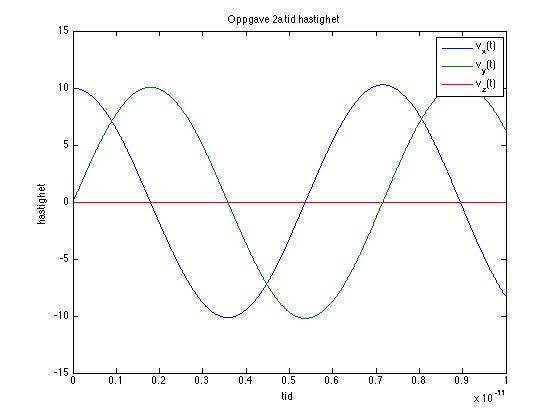 Oppgave 2a tid hastighet
15
10
5
0
-5
-10
-15
hastighet
v_x(t)
v_y(t)
v_z(t)
0 0.1 0.2 0.3 0.4 0.5 0.6 0.7 0.8 0.9 1
tid
x 10^-11